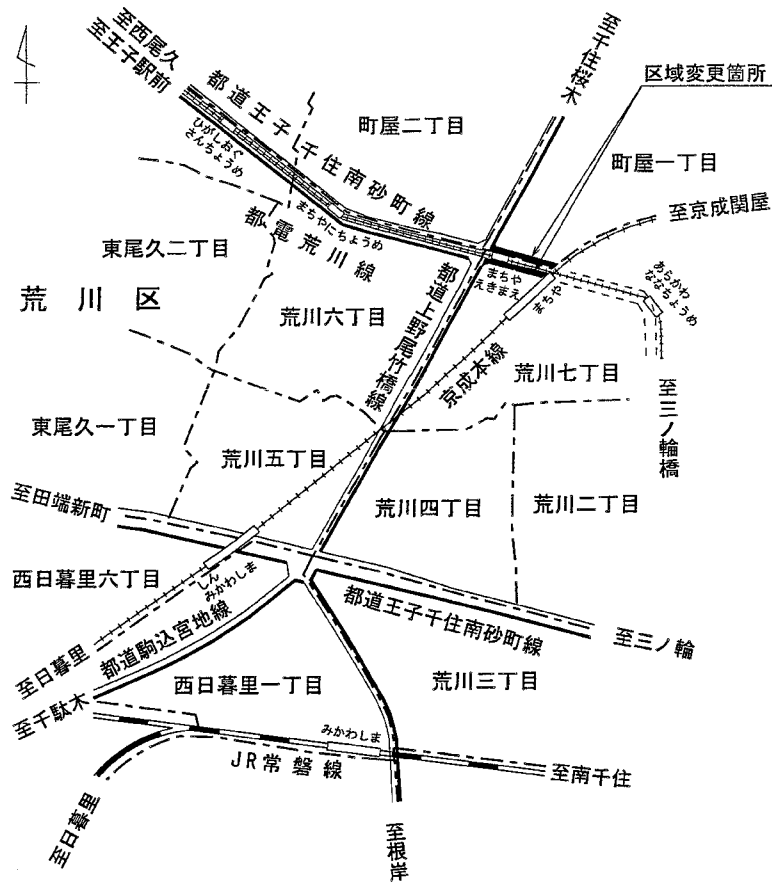 至西尾久
至王子駅前
都道王子
千住南砂町線
至千住桜木
区域変更箇所
町屋二丁目
町屋一丁目
ひがしおぐ
さんちょうめ
至京成関屋
まちやにちょうめ
都電荒川線
東尾久二丁目
まちや
えきまえ
まちや
あらかわ
ななちょうめ
荒川区
荒川六丁目
都道上野尾竹橋線
京成本線
荒川七丁目
至三ノ輪橋
東尾久一丁目
荒川五丁目
至田端新町
荒川四丁目
荒川二丁目
西日暮里六丁目
しん
みかわしま
都道王子千住南砂町線
至三ノ輪
都道駒込宮地線
至日暮里
至千駄木
西日暮里一丁目
荒川三丁目
みかわしま
JR常磐線
至南千住
至日暮里
至根岸